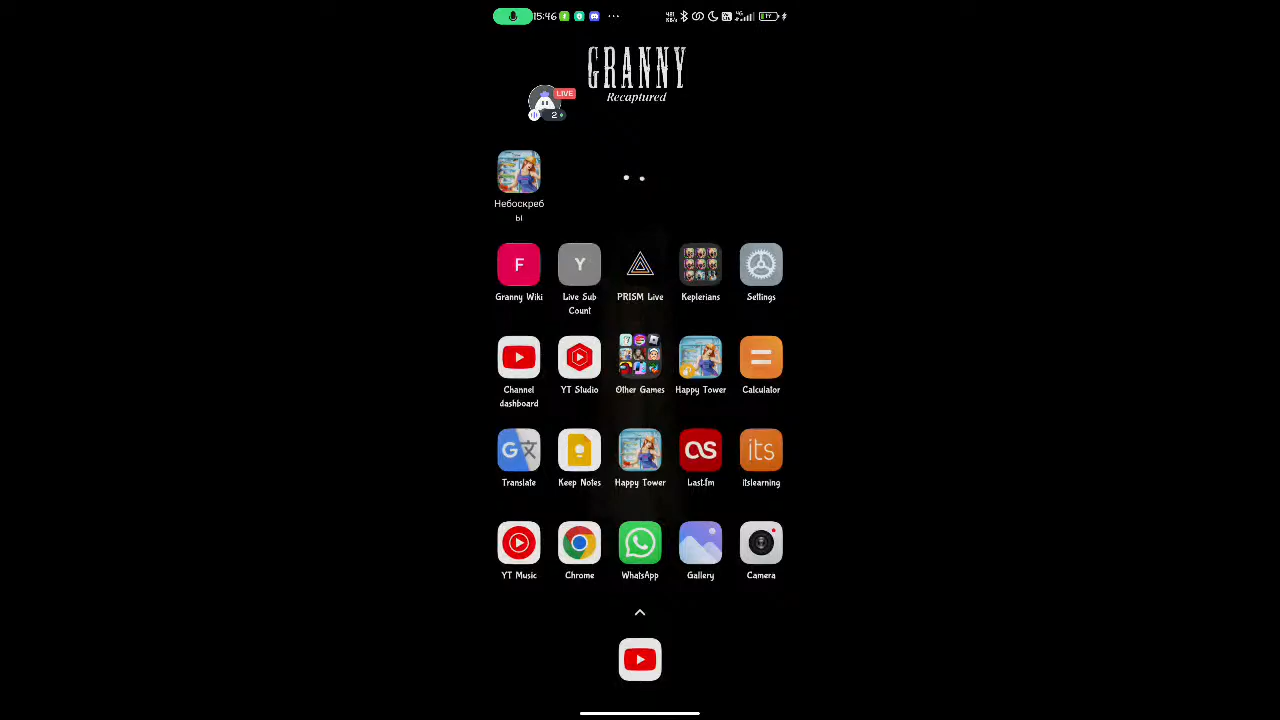 15:46
LIVE
2
GRANNY
Recaptured
Небоскреб
ы
F
Y
Granny Wiki
Live Sub
Count
PRISM Live
Keplerians
Settings
Channel
dashboard
YT Studio
Other Games
Happy Tower
Calculator
its
Translate
Keep Notes
Happy Tower
Last.fm
itslearning
YT Music
Chrome
WhatsApp
Gallery
Camera